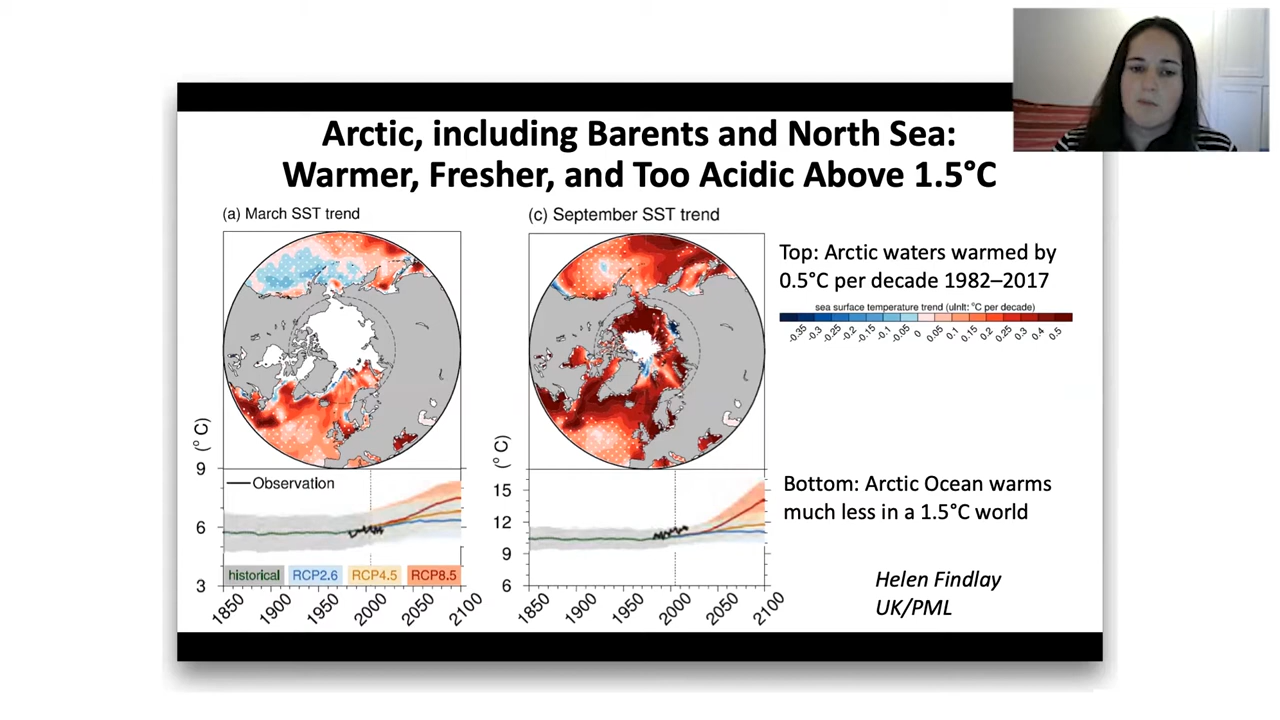 Arctic, including Barents and North Sea:
Warmer, Fresher, and Too Acidic Above 1.5°C
(a) March SST trend
(c) September SST trend
Top: Arctic waters warmed by
0.5°C per decade 1982–2017
sea surface temperature trend (uInIt: °C per decade)
-0.35 -0.3 -0.25 -0.2 -0.15 -0.1 -0.05 0 0.05 0.1 0.15 0.2 0.25 0.3 0.4 0.5
(° C)
9
6
3
Observation
historical RCP2.6 RCP4.5 RCP8.5
1850 1900 1950 2000 2050 2100
(° C)
15
12
9
6
1850 1900 1950 2000 2050 2100
Bottom: Arctic Ocean warms
much less in a 1.5°C world
Helen Findlay
UK/PML